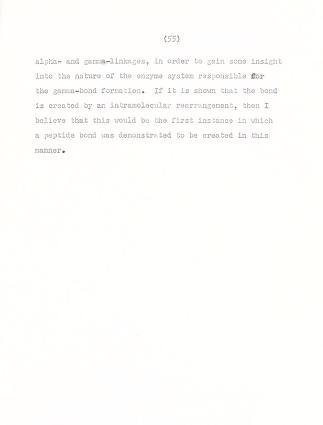 (55)
alpha- and gamma-linkages, in order to gain some insight
into the nature of the enzyme system responsible for
the gamma-bond formation. If it is shown that the bond
is created by an intramolecular rearrangement, then I
believe that this would be the first instance in which
a peptide bond was demonstrated to be created in this
manner.